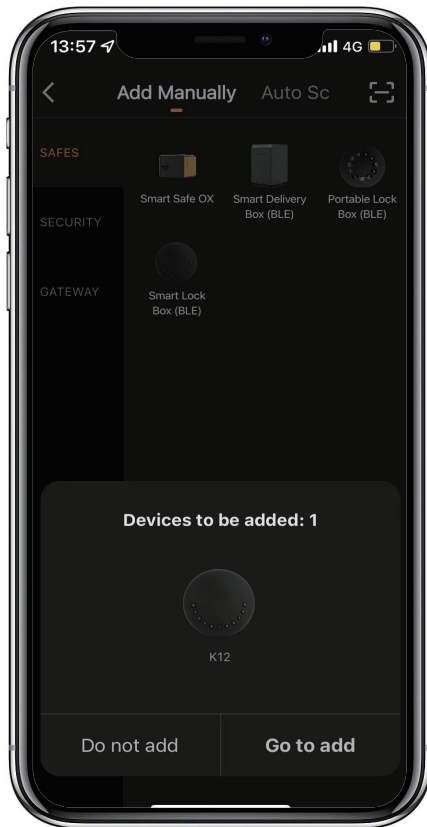 13:57 4G
Add Manually Auto Sc
SAFES
Smart Safe OX
Smart Delivery
Box (BLE)
Portable Lock
Box (BLE)
SECURITY
GATEWAY
Smart Lock
Box (BLE)
Devices to be added: 1
K12
Do not add Go to add